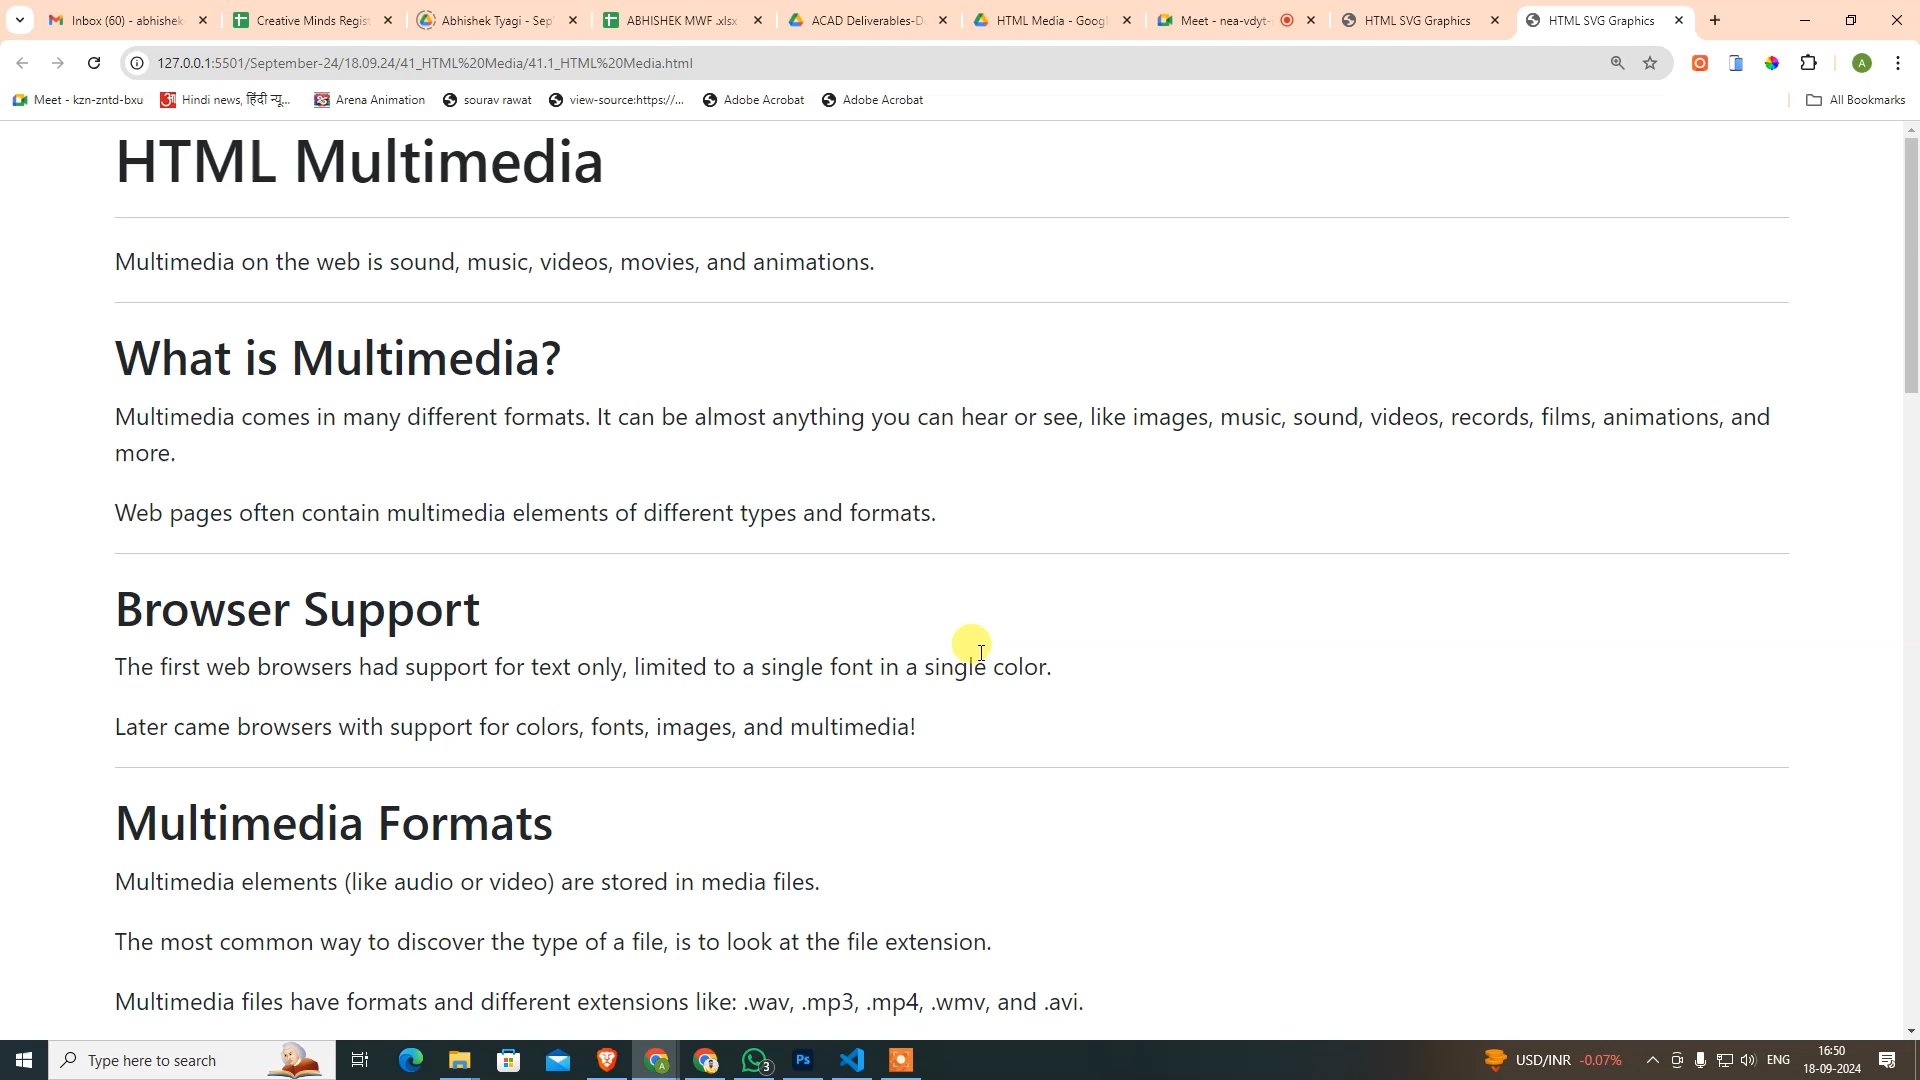 Inbox (60) - abhishek
Creative Minds Regist
Abhishek Tyagi - Sep'
ABHISHEK MWF .xlsx
ACAD Deliverables-D
HTML Media - Googl
Meet - nea-vdyt-
HTML SVG Graphics
HTML SVG Graphics
127.0.0.1:5501/September-24/18.09.24/41_HTML%20Media/41.1_HTML%20Media.html
A
Meet - kzn-zntd-bxu
Hindi news, हिंदी न्यू...
Arena Animation
sourav rawat
view-source:https://...
Adobe Acrobat
Adobe Acrobat
All Bookmarks
HTML Multimedia
Multimedia on the web is sound, music, videos, movies, and animations.
What is Multimedia?
Multimedia comes in many different formats. It can be almost anything you can hear or see, like images, music, sound, videos, records, films, animations, and
more.
Web pages often contain multimedia elements of different types and formats.
Browser Support
The first web browsers had support for text only, limited to a single font in a single color.
Later came browsers with support for colors, fonts, images, and multimedia!
Multimedia Formats
Multimedia elements (like audio or video) are stored in media files.
The most common way to discover the type of a file, is to look at the file extension.
Multimedia files have formats and different extensions like: .wav, .mp3, .mp4, .wmv, and .avi.
Type here to search
A
3
Ps
USD/INR -0.07%
ENG
16:50
18-09-2024